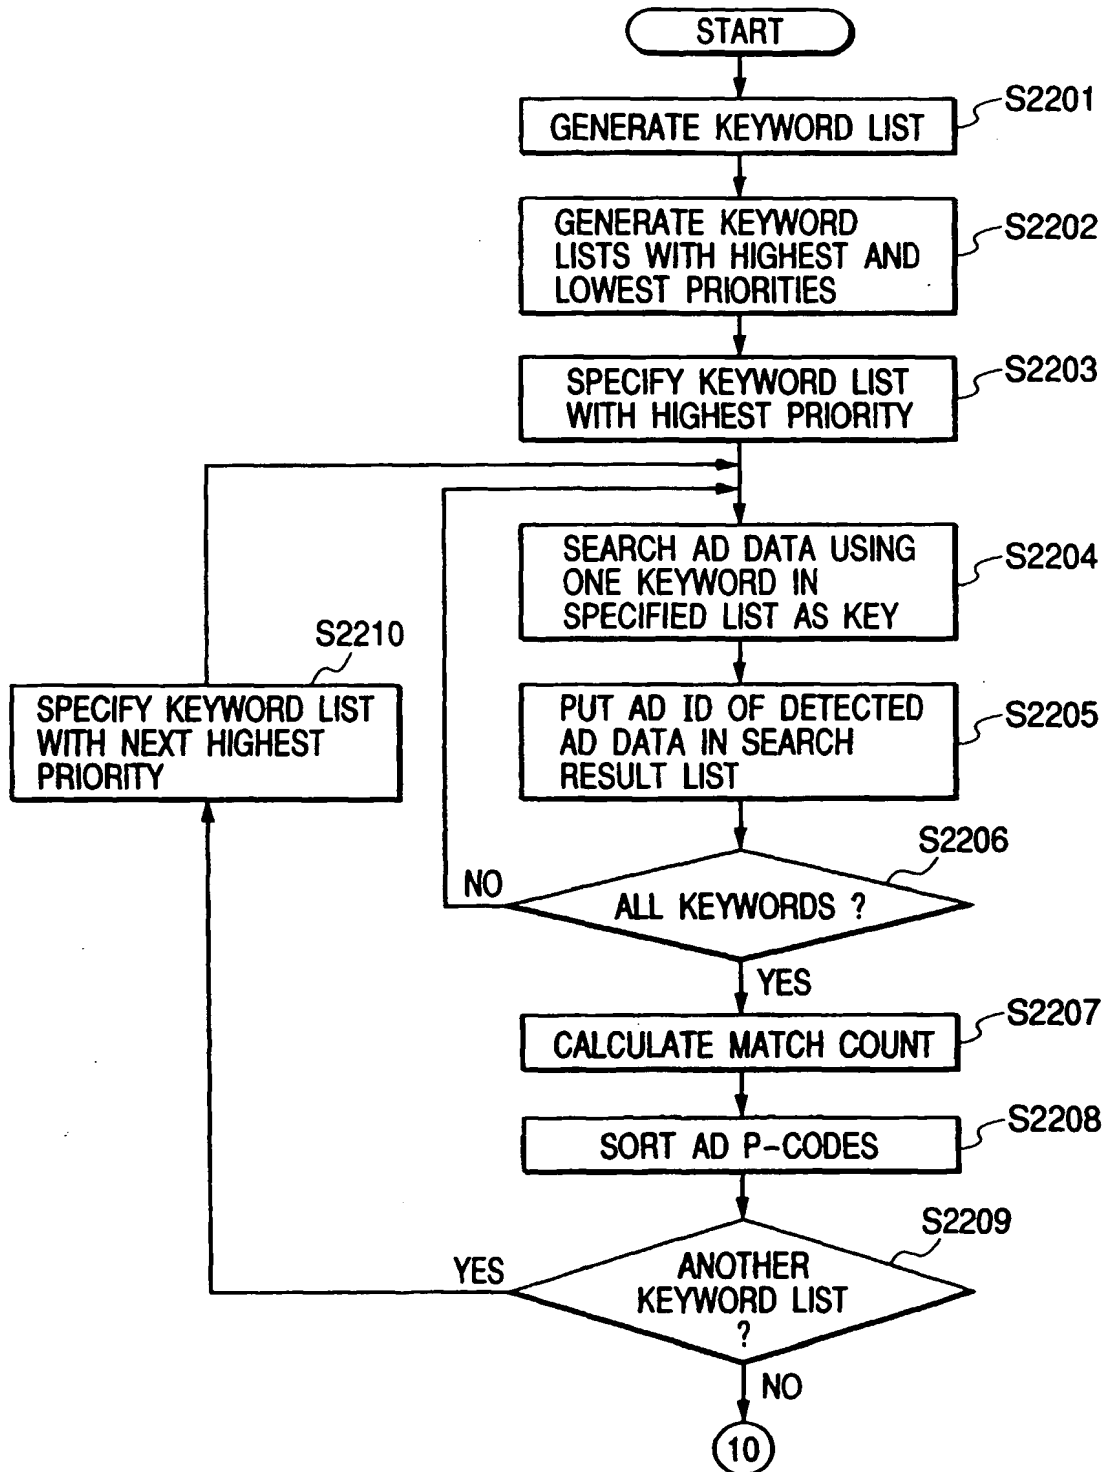 START
GENERATE KEYWORD LIST
S2201
GENERATE KEYWORD
LISTS WITH HIGHEST AND
LOWEST PRIORITIES
S2202
SPECIFY KEYWORD LIST
WITH HIGHEST PRIORITY
S2203
SEARCH AD DATA USING
ONE KEYWORD IN
SPECIFIED LIST AS KEY
S2204
S2210
SPECIFY KEYWORD LIST
WITH NEXT HIGHEST
PRIORITY
PUT AD ID OF DETECTED
AD DATA IN SEARCH
RESULT LIST
S2205
S2206
NO
ALL KEYWORDS ?
YES
CALCULATE MATCH COUNT
S2207
SORT AD P-CODES
S2208
S2209
YES
ANOTHER
KEYWORD LIST
?
NO
10